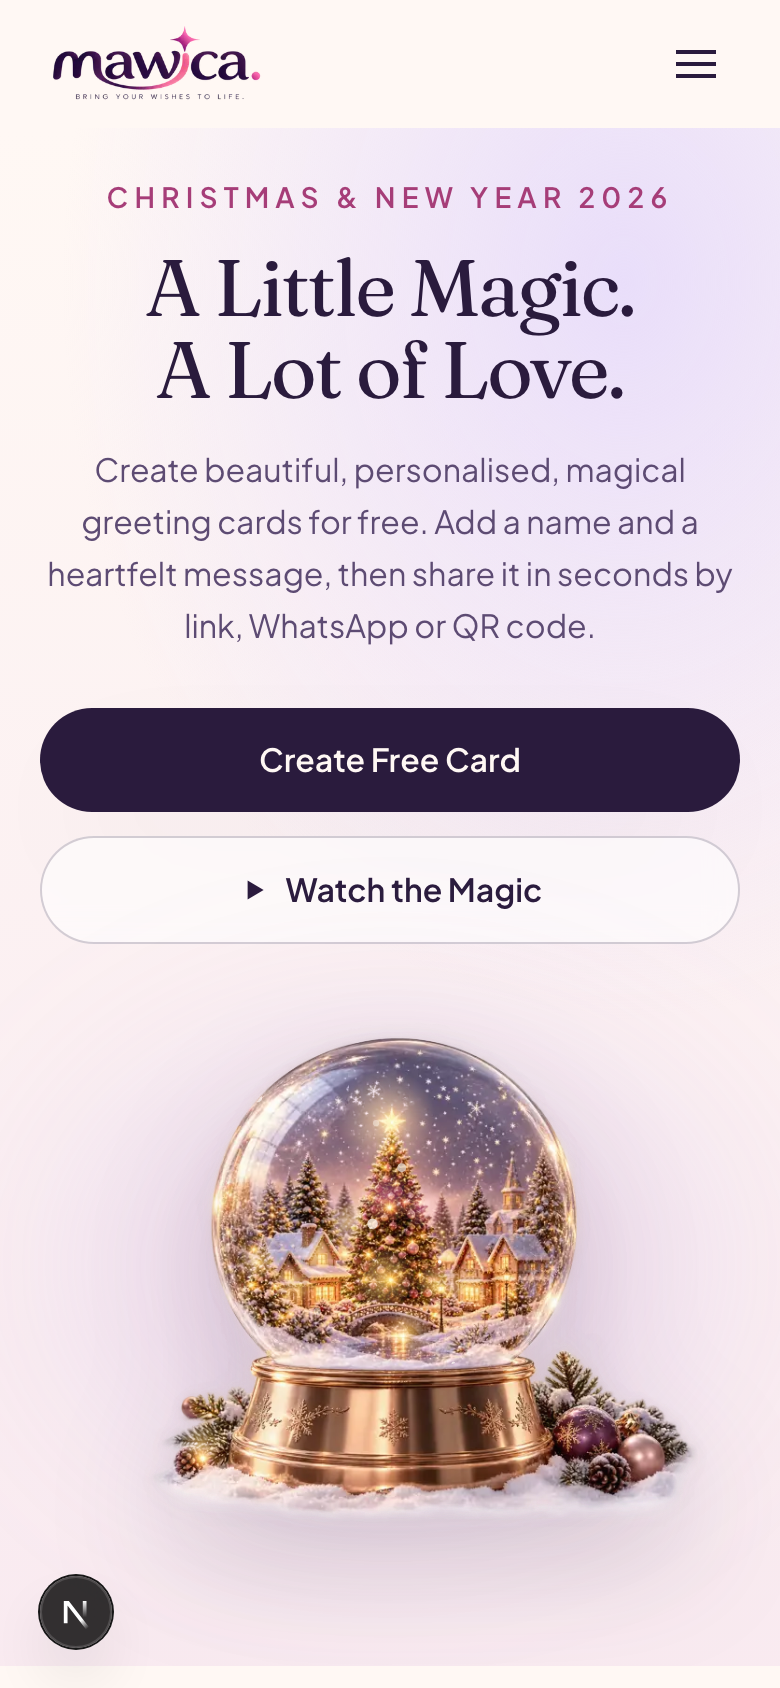 mawica.
BRING YOUR WISHES TO LIFE.
CHRISTMAS & NEW YEAR 2026
A Little Magic.
A Lot of Love.
Create beautiful, personalised, magical
greeting cards for free. Add a name and a
heartfelt message, then share it in seconds by
link, WhatsApp or QR code.
Create Free Card
Watch the Magic
N